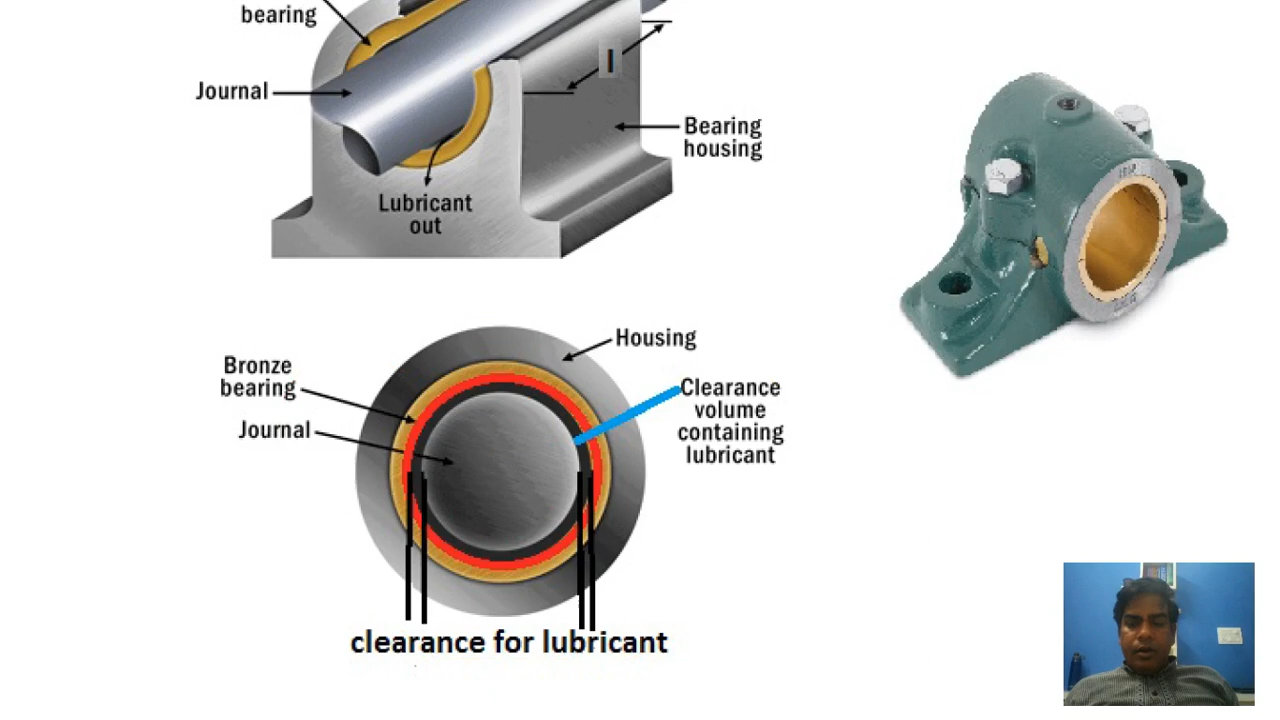 bearing
Journal
l
Bearing
housing
Lubricant
out
Housing
Bronze
bearing
Clearance
volume
containing
lubricant
Journal
clearance for lubricant